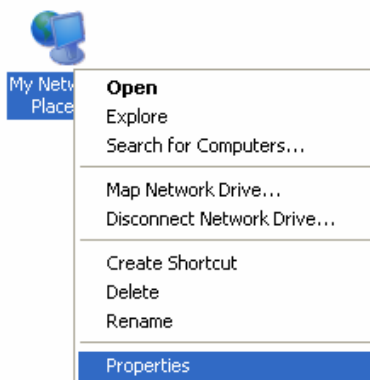 My Netw
Place
Open
Explore
Search for Computers...
Map Network Drive...
Disconnect Network Drive...
Create Shortcut
Delete
Rename
Properties